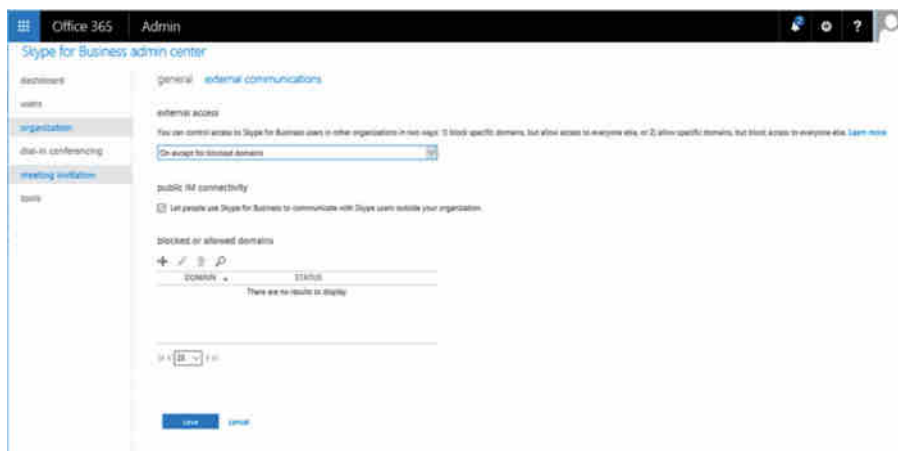 Office 365 Admin 2 ?
Skype for Business admin center
dashboard
users
organization
dial-in conferencing
meeting invitation
tools
general external communications
external access
You can control access to Skype for Business users in other organizations in two ways: 1) block specific domains, but allow access to everyone else, or 2) allow specific domains, but block access to everyone else. Learn more
On except for blocked domains
public IM connectivity
Let people use Skype for Business to communicate with Skype users outside your organization.
blocked or allowed domains
DOMAIN STATUS
There are no results to display
save cancel